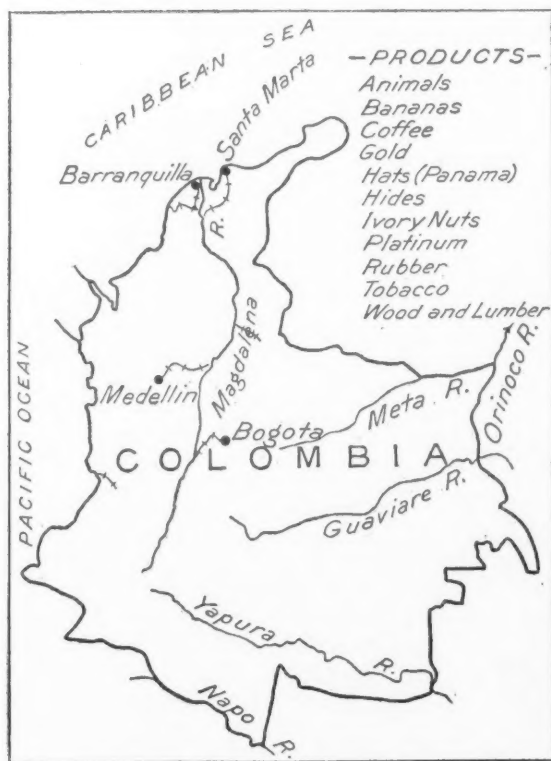 CARIBBEAN SEA
—PRODUCTS—
Animals
Bananas
Coffee
Gold
Hats (Panama)
Hides
Ivory Nuts
Platinum
Rubber
Tobacco
Wood and Lumber
Santa Marta
Barranquilla
Magdalena R.
Medellin
Bogota
Meta R.
Orinoco R.
PACIFIC OCEAN
COLOMBIA
Guaviare R.
Yapura R.
Napo R.